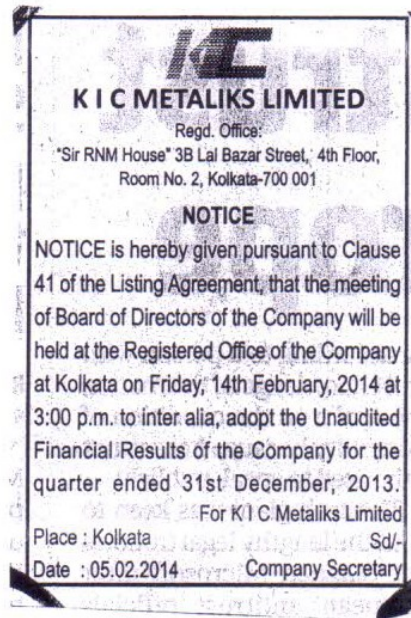 KIC
K I C METALIKS LIMITED
Regd. Office:
"Sir RNM House" 3B Lal Bazar Street, 4th Floor,
Room No. 2, Kolkata-700 001
NOTICE
NOTICE is hereby given pursuant to Clause
41 of the Listing Agreement, that the meeting
of Board of Directors of the Company will be
held at the Registered Office of the Company
at Kolkata on Friday, 14th February, 2014 at
3:00 p.m. to inter alia, adopt the Unaudited
Financial Results of the Company for the
quarter ended 31st December, 2013.
For K I C Metaliks Limited
Place : Kolkata Sd/-
Date : 05.02.2014 Company Secretary